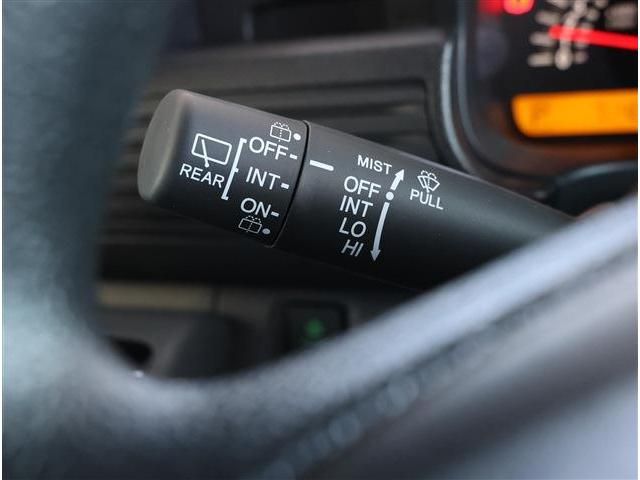 REAR
OFF
INT
ON
MIST
OFF
INT
LO
HI
PULL